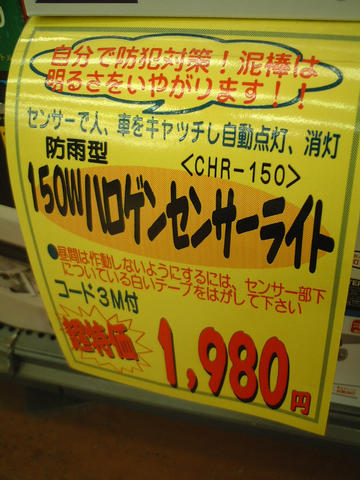 自分で防犯対策！泥棒は
明るさをいやがります！！
センサーで人、車をキャッチし自動点灯、消灯
防雨型
<CHR-150>
150Wハロゲンセンサーライト
●昼間は作動しないようにするには、センサー部下
についている白いテープをはがして下さい
コード3M付
超特価
1,980円